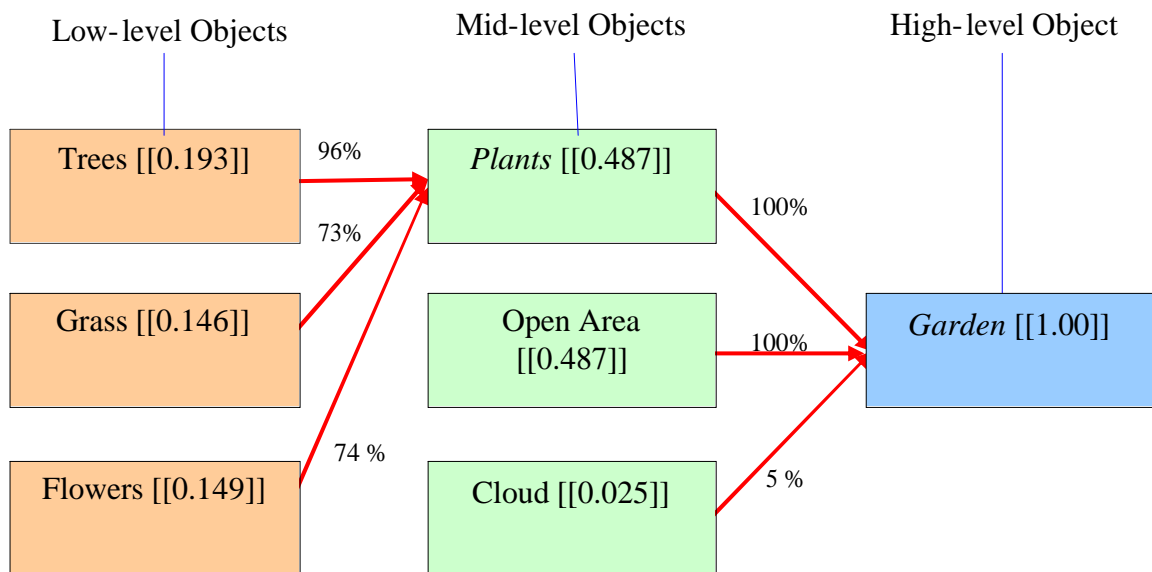 Low-level Objects
Mid-level Objects
High-level Object
Trees [[0.193]]
96%
Plants [[0.487]]
100%
73%
Grass [[0.146]]
Open Area
[[0.487]]
100%
Garden [[1.00]]
Flowers [[0.149]]
74 %
Cloud [[0.025]]
5 %